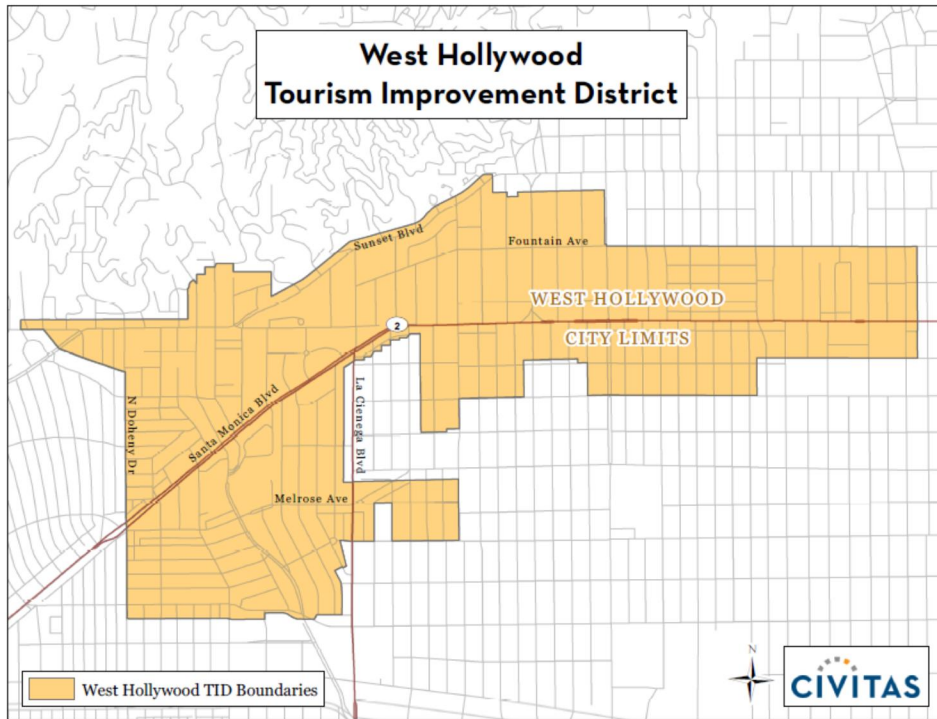 West Hollywood
Tourism Improvement District
Sunset Blvd
Fountain Ave
WEST HOLLYWOOD
2
CITY LIMITS
La Cienega Blvd
Santa Monica Blvd
N Doheny Dr
Melrose Ave
West Hollywood TID Boundaries
N
CIVITAS